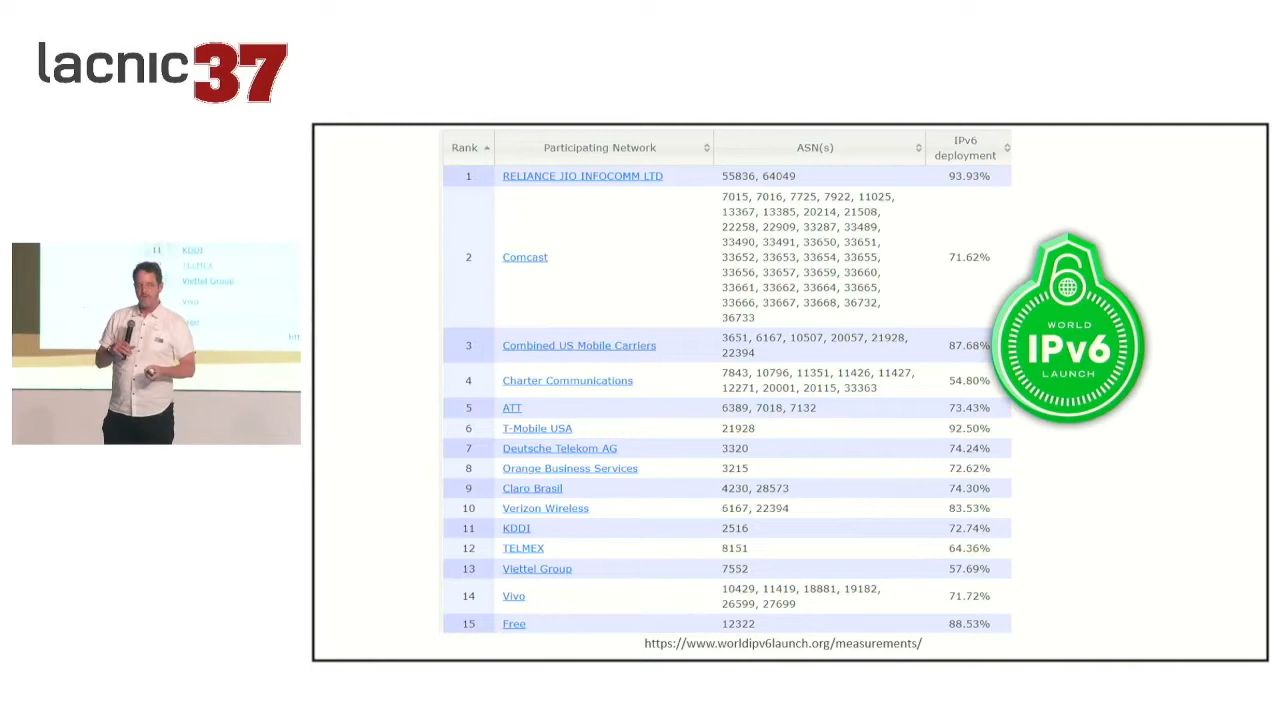 lacnic 37
Rank Participating Network ASN(s) IPv6 deployment
1 RELIANCE JIO INFOCOMM LTD 55836, 64049 93.93%
7015, 7016, 7725, 7922, 11025,
13367, 13385, 20214, 21508,
22258, 22909, 33287, 33489,
33490, 33491, 33650, 33651,
2 Comcast 33652, 33653, 33654, 33655, 71.62%
33656, 33657, 33659, 33660,
33661, 33662, 33664, 33665,
33666, 33667, 33668, 36732,
36733
3 Combined US Mobile Carriers 3651, 6167, 10507, 20057, 21928, 87.68%
22394
4 Charter Communications 7843, 10796, 11351, 11426, 11427, 54.80%
12271, 20001, 20115, 33363
5 ATT 6389, 7018, 7132 73.43%
6 T-Mobile USA 21928 92.50%
7 Deutsche Telekom AG 3320 74.24%
8 Orange Business Services 3215 72.62%
9 Claro Brasil 4230, 28573 74.30%
10 Verizon Wireless 6167, 22394 83.53%
11 KDDI 2516 72.74%
12 TELMEX 8151 64.36%
13 Viettel Group 7552 57.69%
14 Vivo 10429, 11419, 18881, 19182, 71.72%
26599, 27699
15 Free 12322 88.53%
https://www.worldipv6launch.org/measurements/
WORLD
IPv6
LAUNCH
11 KDDI
TELMEX
Viettel Group
Vivo